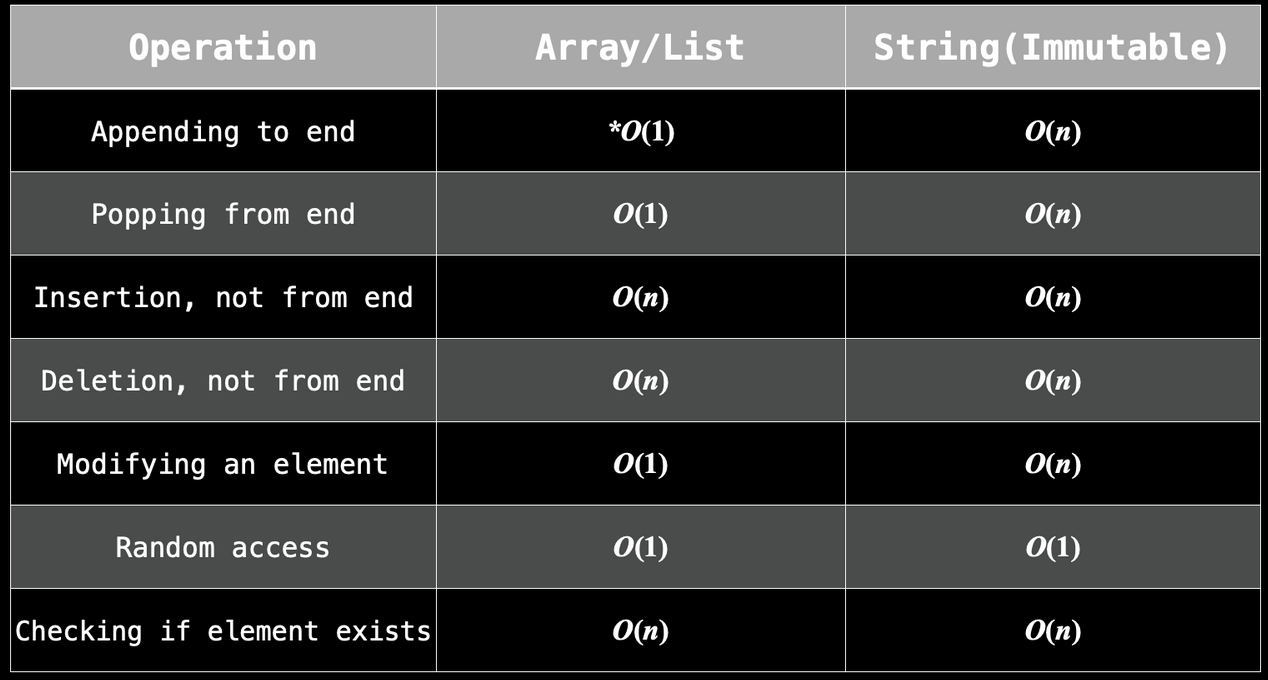 Operation Array/List String(Immutable)
Appending to end *O(1) O(n)
Popping from end O(1) O(n)
Insertion, not from end O(n) O(n)
Deletion, not from end O(n) O(n)
Modifying an element O(1) O(n)
Random access O(1) O(1)
Checking if element exists O(n) O(n)